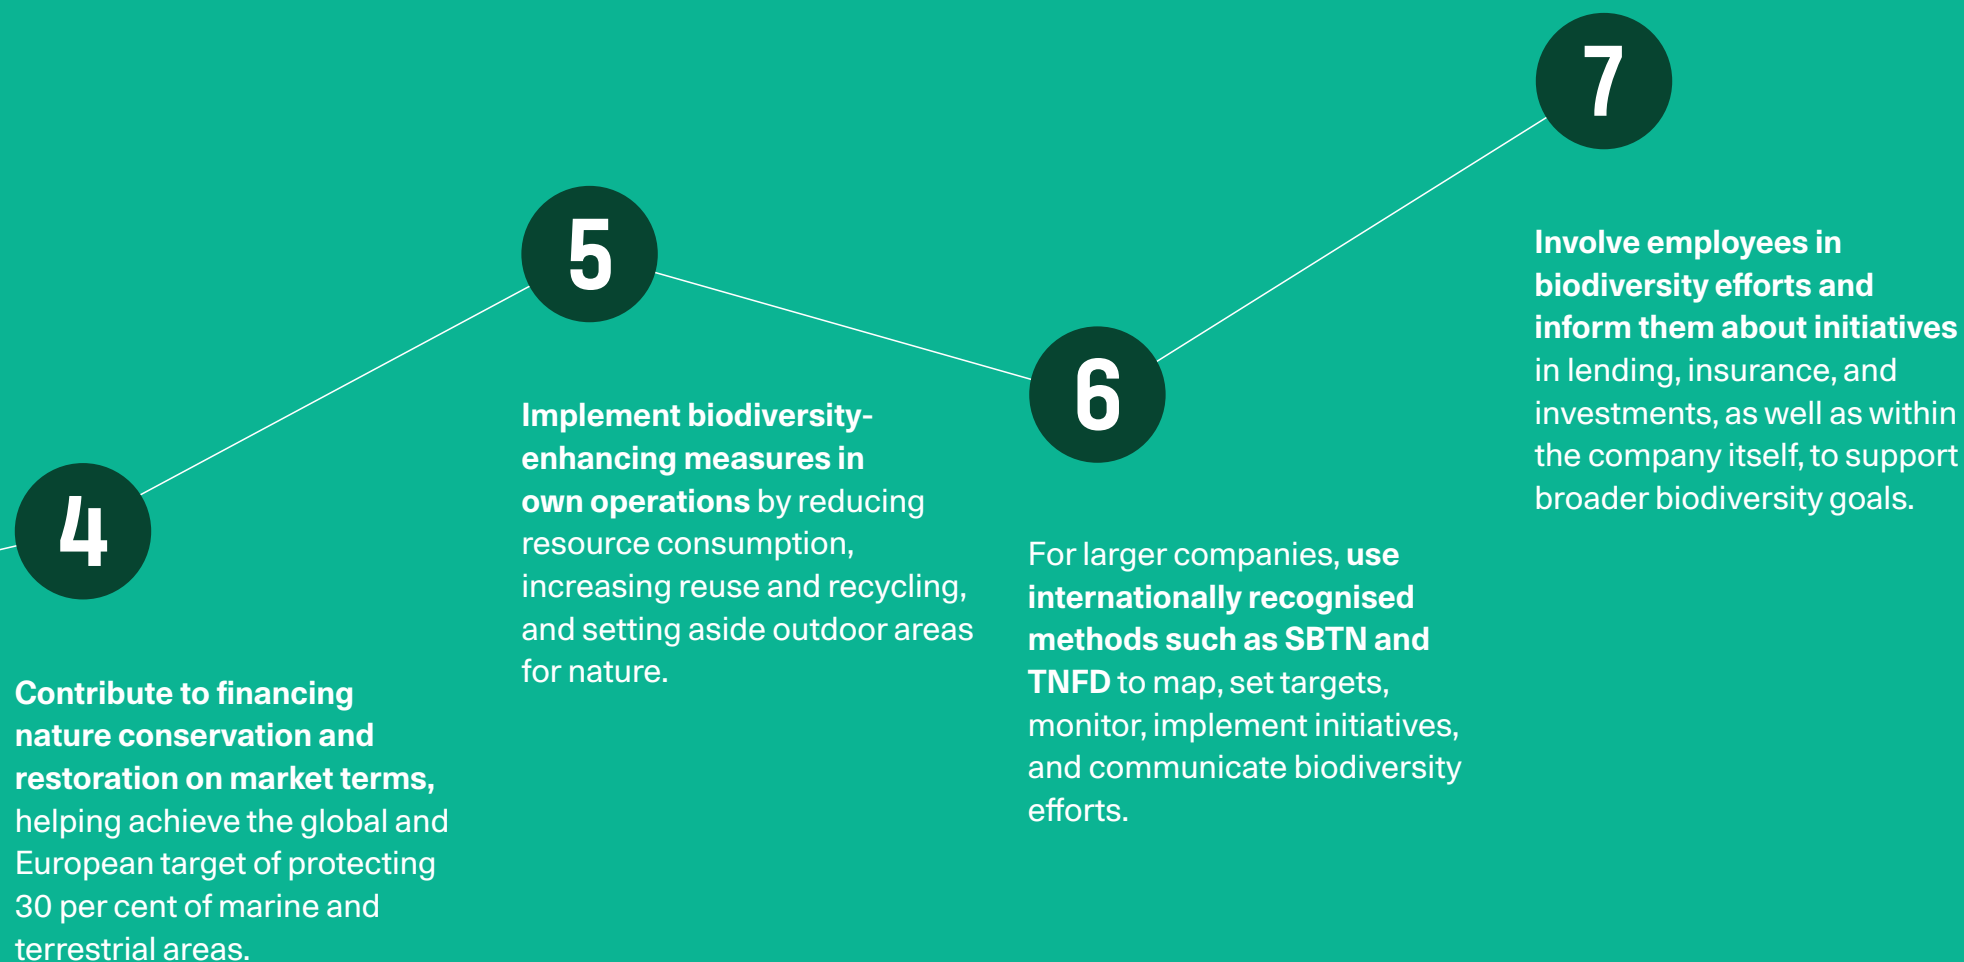 4
Contribute to financing
nature conservation and
restoration on market terms,
helping achieve the global and
European target of protecting
30 per cent of marine and
terrestrial areas.
5
Implement biodiversity-
enhancing measures in
own operations by reducing
resource consumption,
increasing reuse and recycling,
and setting aside outdoor areas
for nature.
6
For larger companies, use
internationally recognised
methods such as SBTN and
TNFD to map, set targets,
monitor, implement initiatives,
and communicate biodiversity
efforts.
7
Involve employees in
biodiversity efforts and
inform them about initiatives
in lending, insurance, and
investments, as well as within
the company itself, to support
broader biodiversity goals.